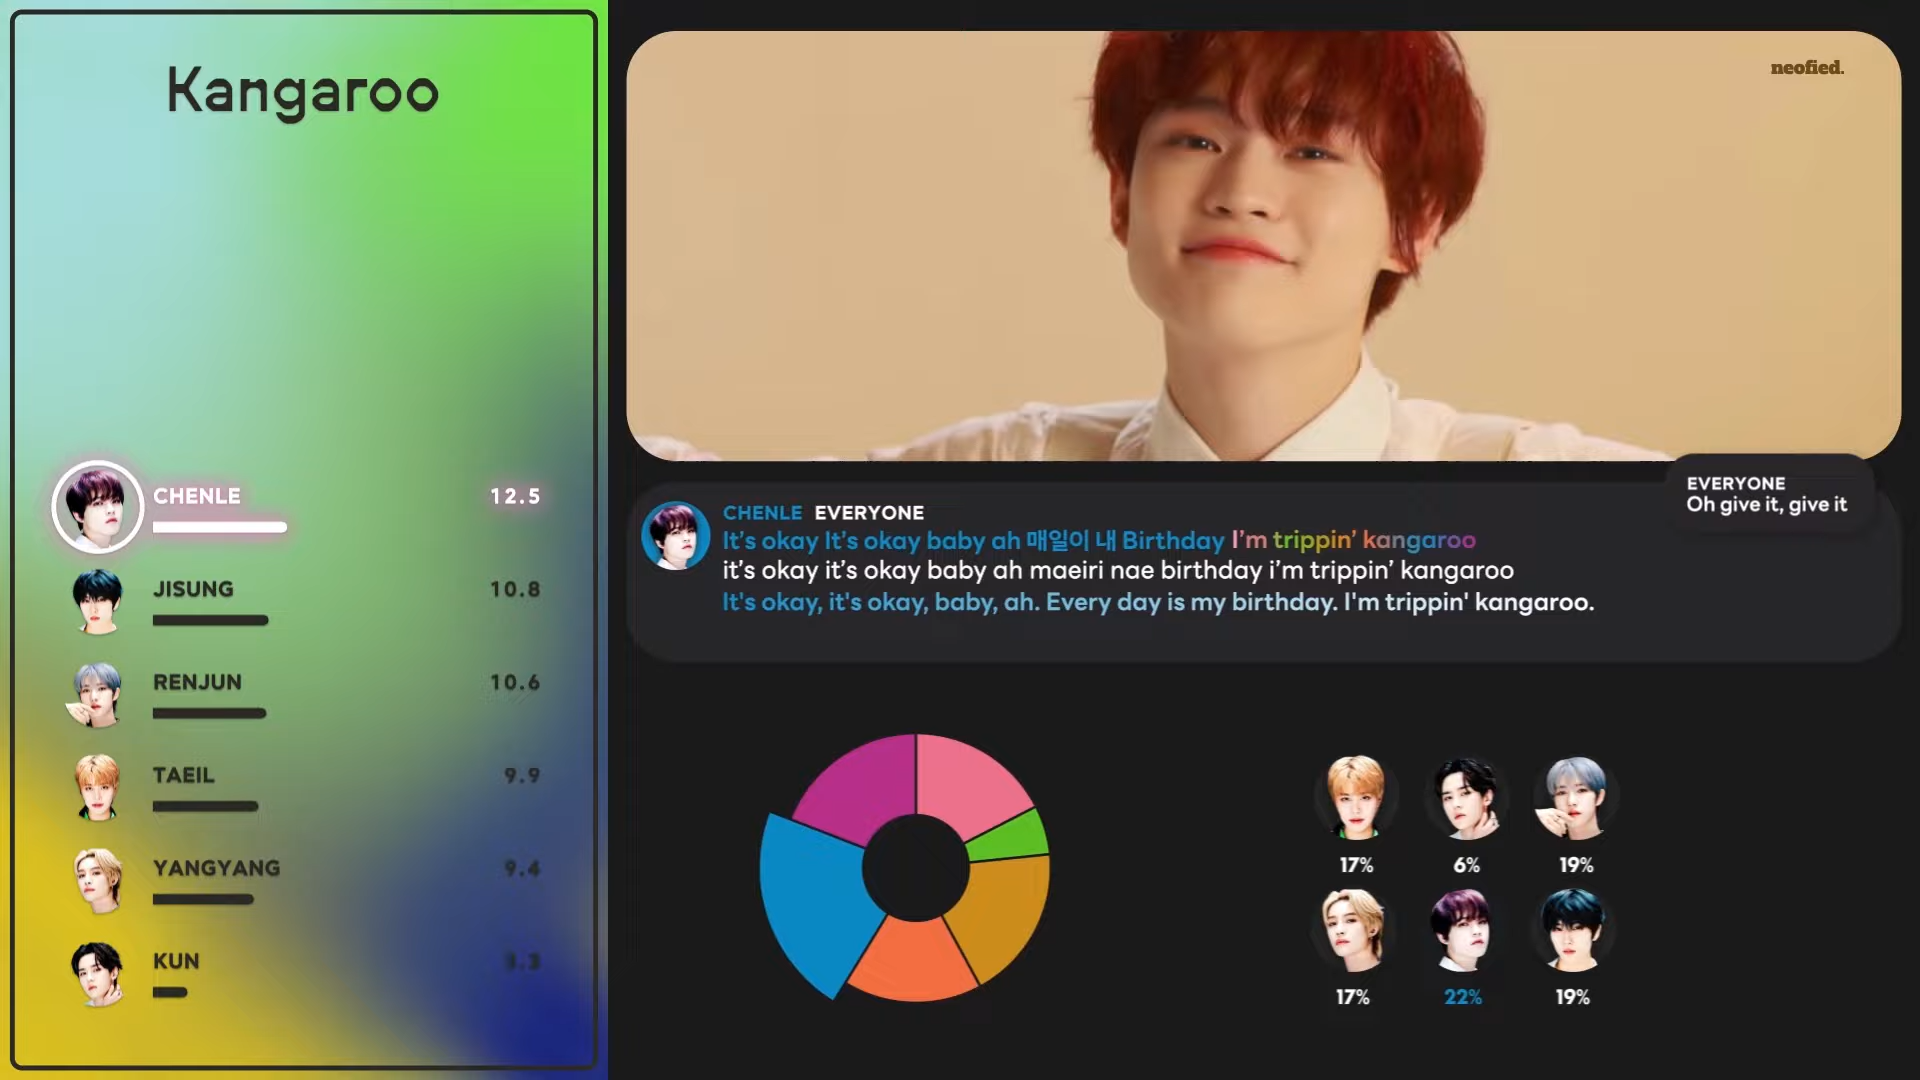 Kangaroo
CHENLE 12.5
JISUNG 10.8
RENJUN 10.6
TAEIL 9.9
YANGYANG 9.4
KUN
neofied.
EVERYONE
Oh give it, give it
CHENLE EVERYONE
It's okay It's okay baby ah 매일이 내 Birthday I'm trippin' kangaroo
it's okay it's okay baby ah maeiri nae birthday i'm trippin' kangaroo
It's okay, it's okay, baby, ah. Every day is my birthday. I'm trippin' kangaroo.
17% 6% 19%
17% 22% 19%